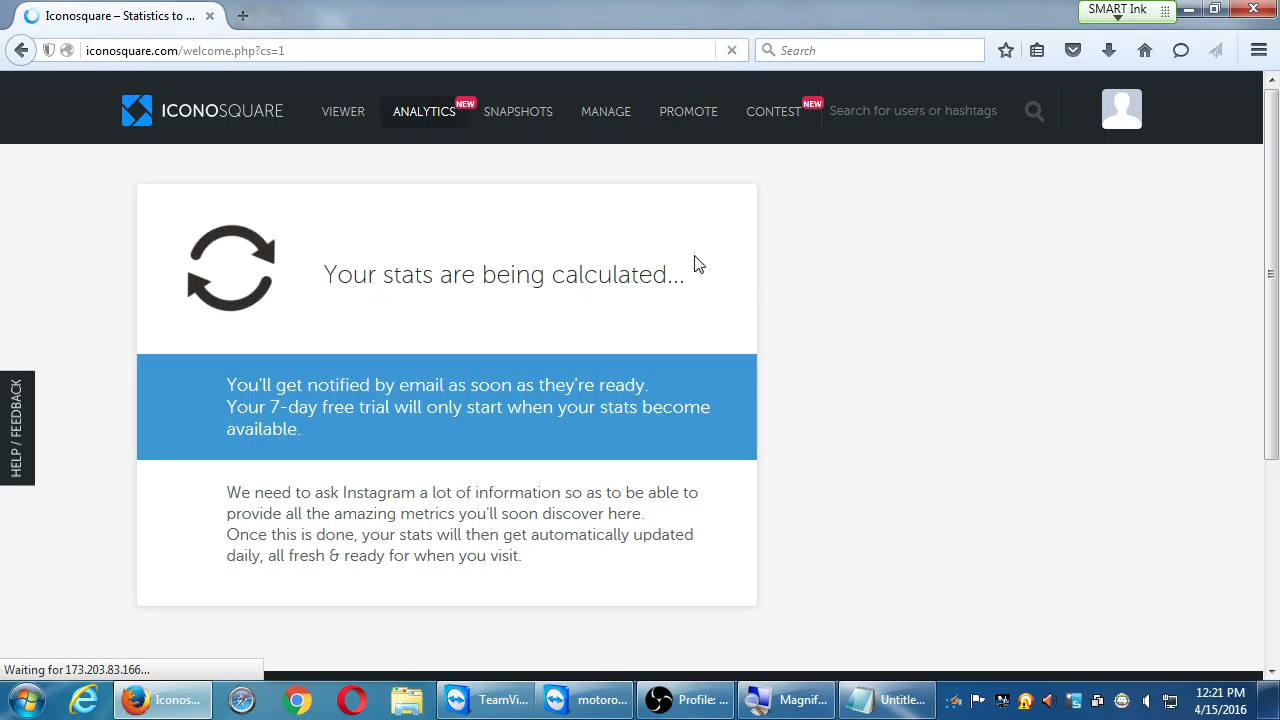 Iconosquare – Statistics to ...
SMART Ink
iconosquare.com/welcome.php?cs=1
Search
ICONOSQUARE
VIEWER
ANALYTICS
NEW
SNAPSHOTS
MANAGE
PROMOTE
CONTEST
NEW
Search for users or hashtags
Your stats are being calculated...
You'll get notified by email as soon as they're ready.
Your 7-day free trial will only start when your stats become
available.
HELP / FEEDBACK
We need to ask Instagram a lot of information so as to be able to
provide all the amazing metrics you'll soon discover here.
Once this is done, your stats will then get automatically updated
daily, all fresh & ready for when you visit.
Waiting for 173.203.83.166...
Iconos...
TeamVi...
motoro...
Profile: ...
Magnif...
Untitle...
12:21 PM
4/15/2016